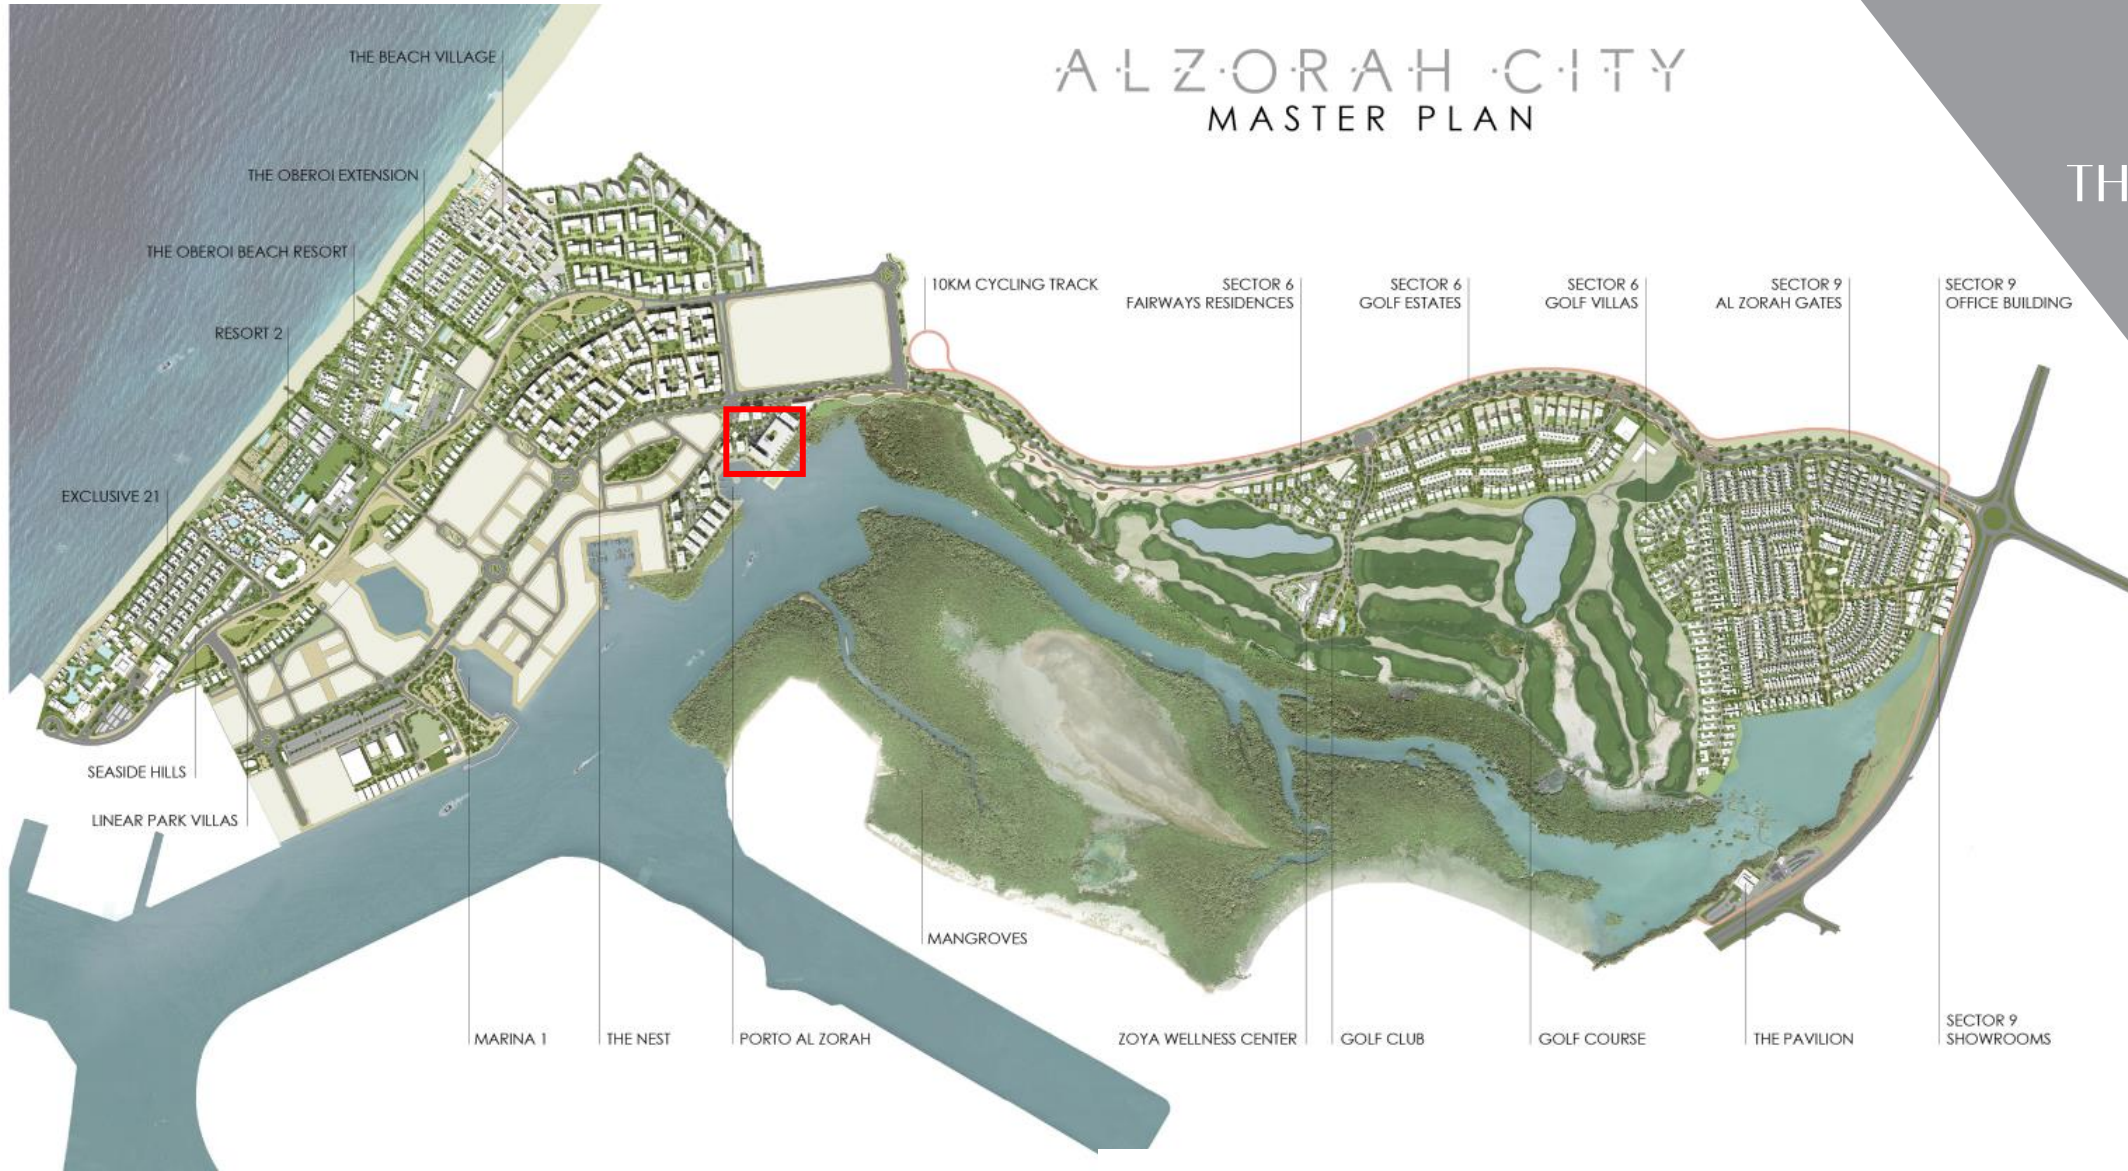 ALZORAH CITY
MASTER PLAN
TH
THE BEACH VILLAGE
THE OBEROI EXTENSION
THE OBEROI BEACH RESORT
RESORT 2
EXCLUSIVE 21
10KM CYCLING TRACK
SECTOR 6
FAIRWAYS RESIDENCES
SECTOR 6
GOLF ESTATES
SECTOR 6
GOLF VILLAS
SECTOR 9
AL ZORAH GATES
SECTOR 9
OFFICE BUILDING
SEASIDE HILLS
LINEAR PARK VILLAS
MANGROVES
MARINA 1
THE NEST
PORTO AL ZORAH
ZOYA WELLNESS CENTER
GOLF CLUB
GOLF COURSE
THE PAVILION
SECTOR 9
SHOWROOMS